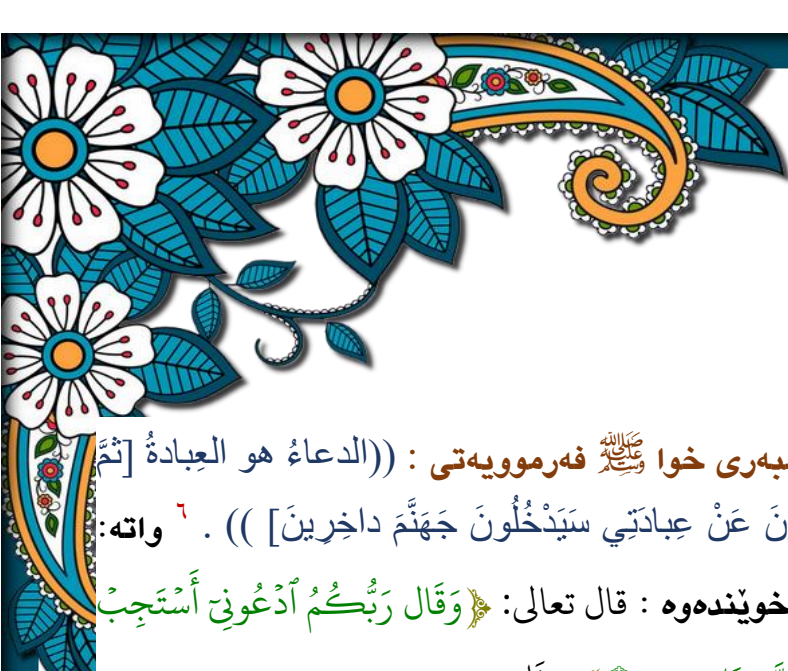 خوا ﷺ فەرموویەتی : ((الدعاءُ هو العِبادةُ [ثمَّ
عَنْ عِبادَتِي سَيَدْخُلُونَ جَهَنَّمَ داخِرِينَ] )) . ٦ واتە:
خوێندەوە : قال تعالى: ﴿وَقَالَ رَبُّكُمُ ٱدۡعُونِيٓ أَسۡتَجِبۡ